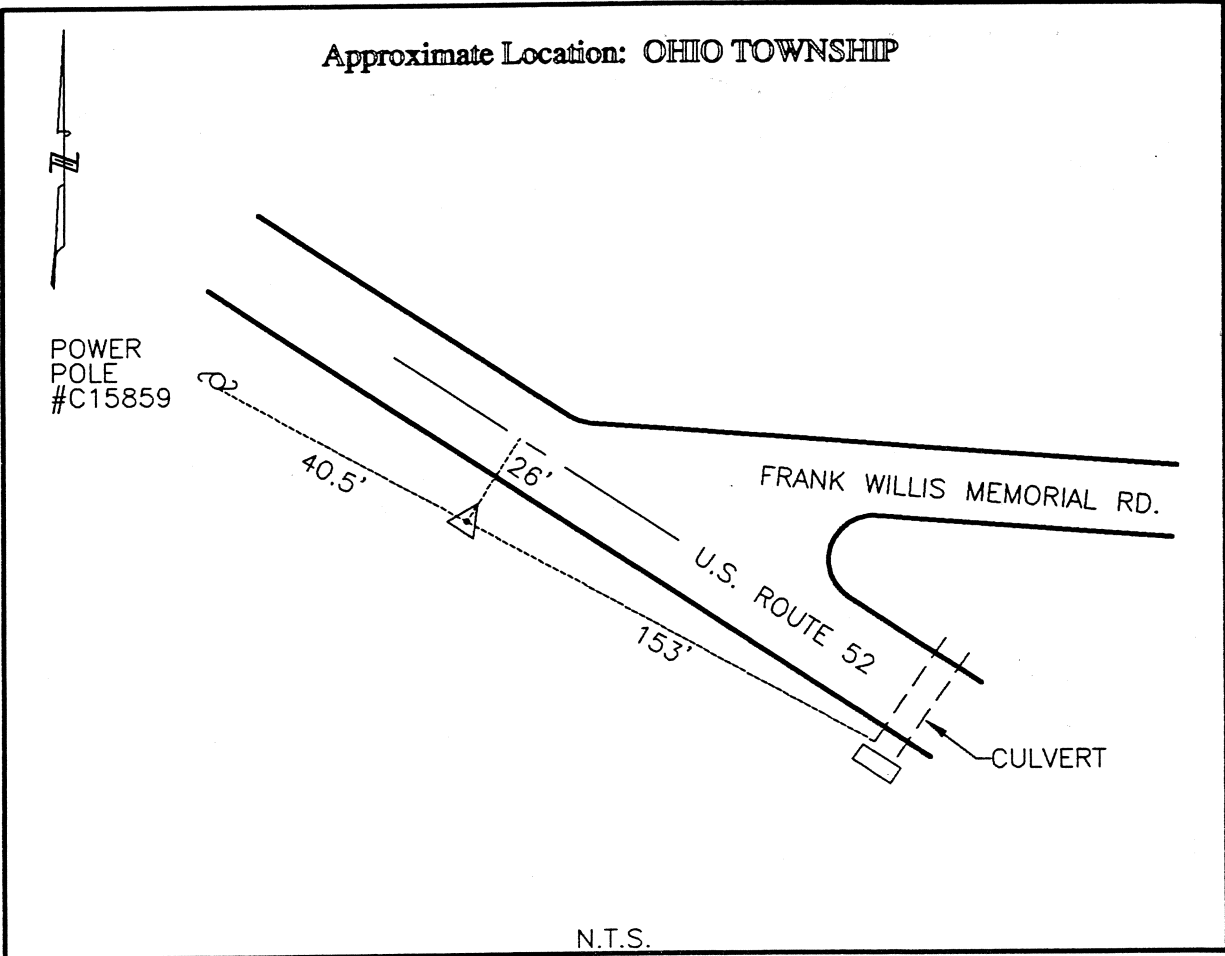 Approximate Location: OHIO TOWNSHIP
N
POWER
POLE
#C15859
40.5'
26'
FRANK WILLIS MEMORIAL RD.
U.S. ROUTE 52
153'
CULVERT
N.T.S.